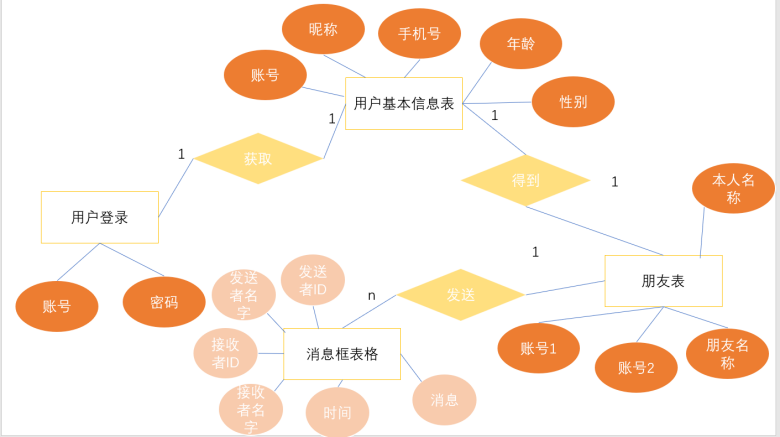 昵称
手机号
年龄
账号
用户基本信息表
性别
1
1
1
获取
得到
1
本人名
称
用户登录
1
朋友表
发送
者名
字
发送
者ID
n
发送
账号
密码
接收
者ID
消息框表格
账号1
账号2
朋友名
称
接收
者名
字
时间
消息